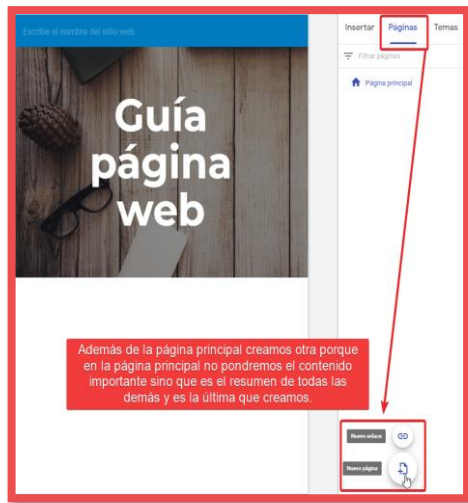 Escribe el nombre del sitio web
Insertar Páginas Temas
Filtrar páginas
Página principal
Guía
página
web
Además de la página principal creamos otra porque
en la página principal no pondremos el contenido
importante sino que es el resumen de todas las
demás y es la última que creamos.
Nuevo enlace
Nueva página